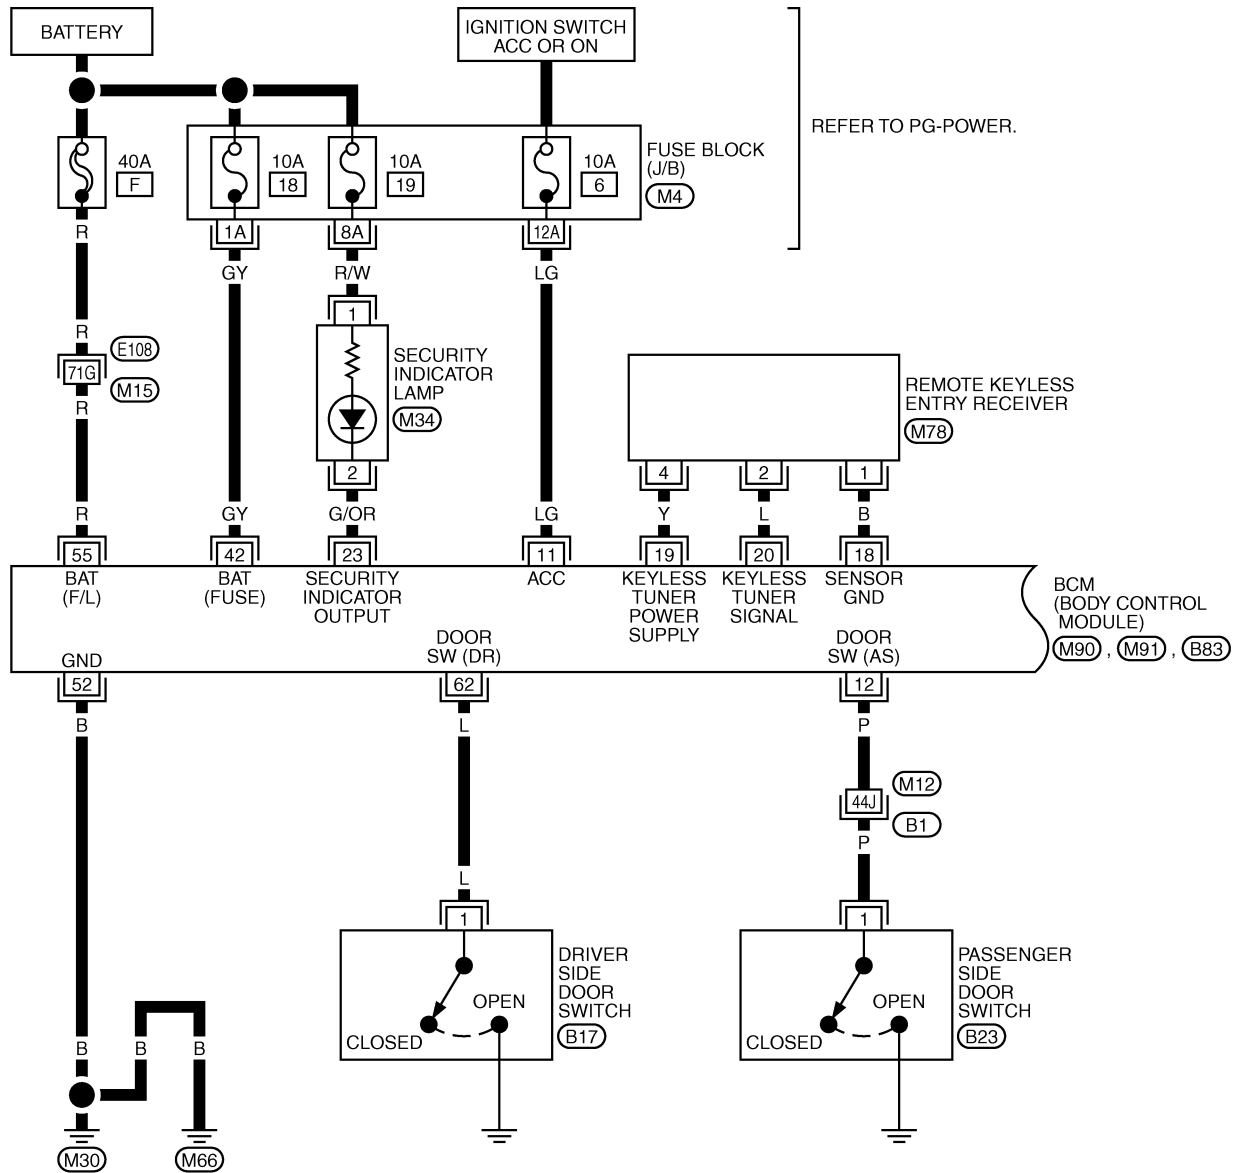 BATTERY
IGNITION SWITCH
ACC OR ON
REFER TO PG-POWER.
40A
F
10A
18
10A
19
10A
6
FUSE BLOCK
(J/B)
M4
R
1A
8A
12A
GY
R/W
LG
1
R
E108
71G
M15
R
SECURITY
INDICATOR
LAMP
M34
REMOTE KEYLESS
ENTRY RECEIVER
M78
2
4
2
1
R
GY
G/OR
LG
Y
L
B
55
42
23
11
19
20
18
BAT
(F/L)
BAT
(FUSE)
SECURITY
INDICATOR
OUTPUT
ACC
KEYLESS
TUNER
POWER
SUPPLY
KEYLESS
TUNER
SIGNAL
SENSOR
GND
BCM
(BODY CONTROL
MODULE)
M90 , M91 , B83
GND
DOOR
SW (DR)
DOOR
SW (AS)
52
62
12
B
L
P
M12
44J
B1
P
L
1
1
DRIVER
SIDE
DOOR
SWITCH
B17
OPEN
CLOSED
PASSENGER
SIDE
DOOR
SWITCH
B23
OPEN
CLOSED
B
B
B
M30
M66